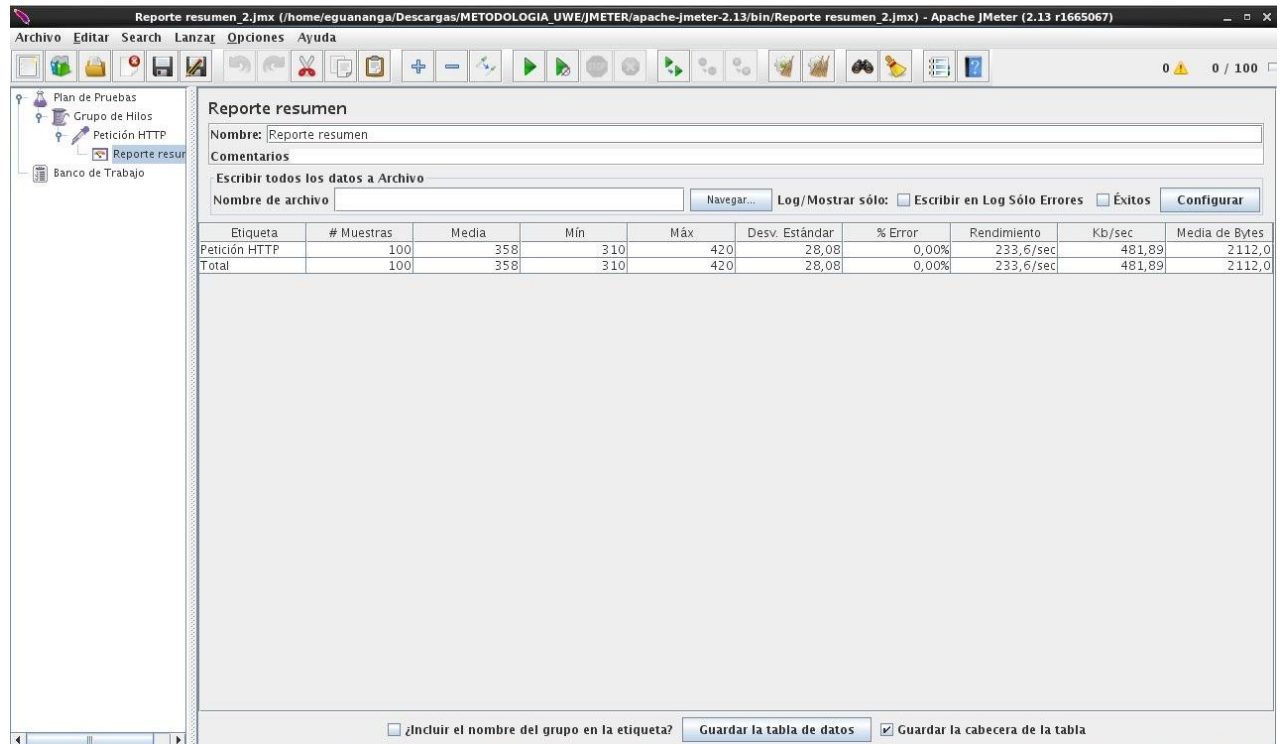 Reporte resumen_2.jmx (/home/eguananga/Descargas/METODOLOGIA_UWE/JMETER/apache-jmeter-2.13/bin/Reporte resumen_2.jmx) - Apache JMeter (2.13 r1665067)
Archivo Editar Search Lanzar Opciones Ayuda
0 0 / 100
Plan de Pruebas
Grupo de Hilos
Petición HTTP
Reporte resur
Banco de Trabajo
Reporte resumen
Nombre: Reporte resumen
Comentarios
Escribir todos los datos a Archivo
Nombre de archivo Navegar... Log/Mostrar sólo: Escribir en Log Sólo Errores Éxitos Configurar
Etiqueta # Muestras Media Mín Máx Desv. Estándar % Error Rendimiento Kb/sec Media de Bytes
Petición HTTP 100 358 310 420 28,08 0,00% 233,6/sec 481,89 2112,0
Total 100 358 310 420 28,08 0,00% 233,6/sec 481,89 2112,0
¿Incluir el nombre del grupo en la etiqueta? Guardar la tabla de datos Guardar la cabecera de la tabla